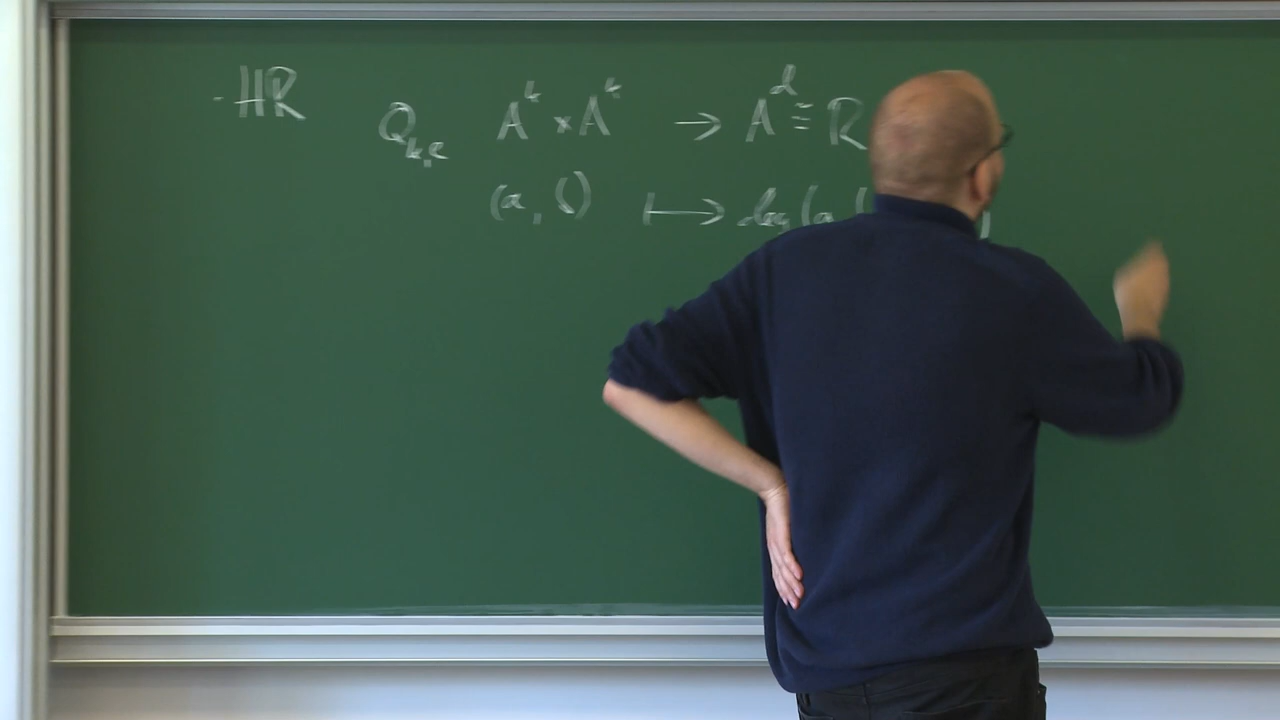 - HR
Q_{k,e} A^k × A^k → A^d ≅ R
(a, b) ↦ deg(a